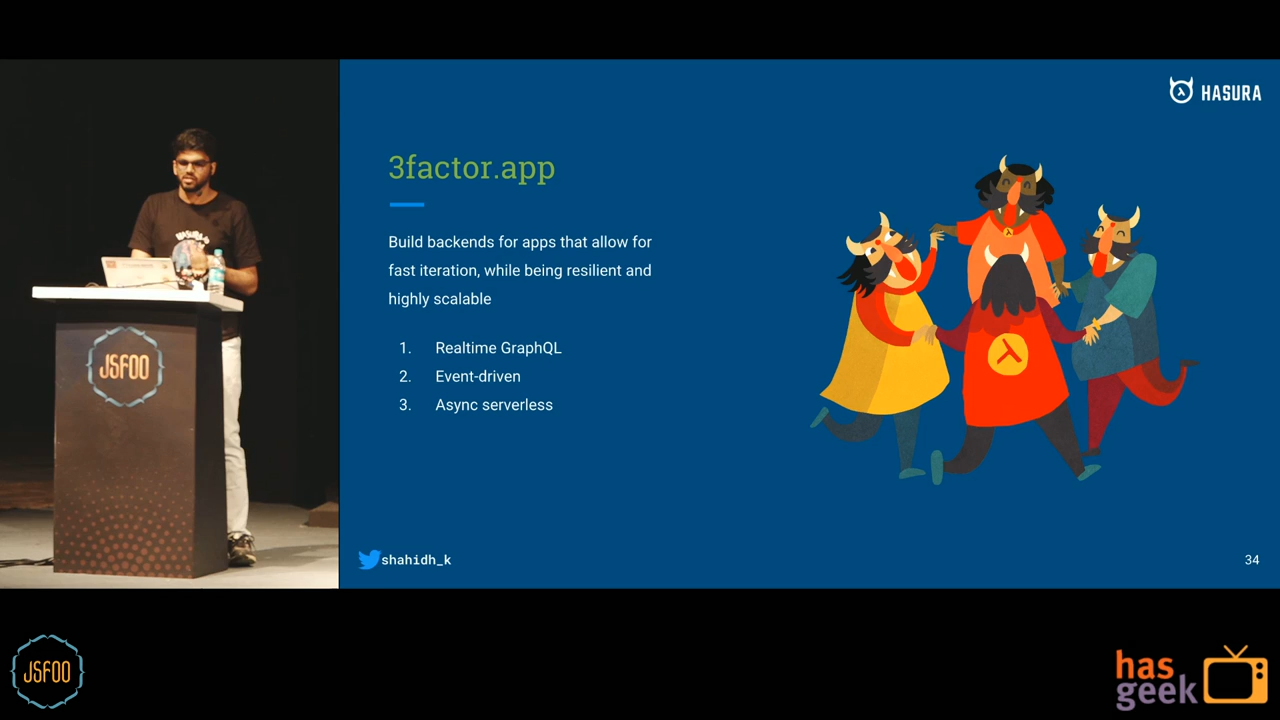 HASURA
3factor.app
Build backends for apps that allow for
fast iteration, while being resilient and
highly scalable
1. Realtime GraphQL
2. Event-driven
3. Async serverless
JSFOO
shahidh_k
34
JSFOO
has
geek